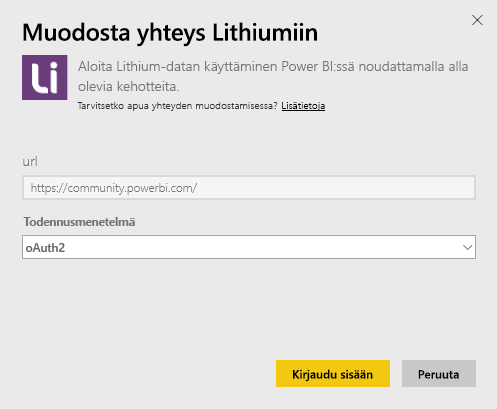 Muodosta yhteys Lithiumiin
Li
Aloita Lithium-datan käyttäminen Power BI:ssä noudattamalla alla
olevia kehotteita.
Tarvitsetko apua yhteyden muodostamisessa? Lisätietoja
url
https://community.powerbi.com/
Todennusmenetelmä
oAuth2
Kirjaudu sisään
Peruuta